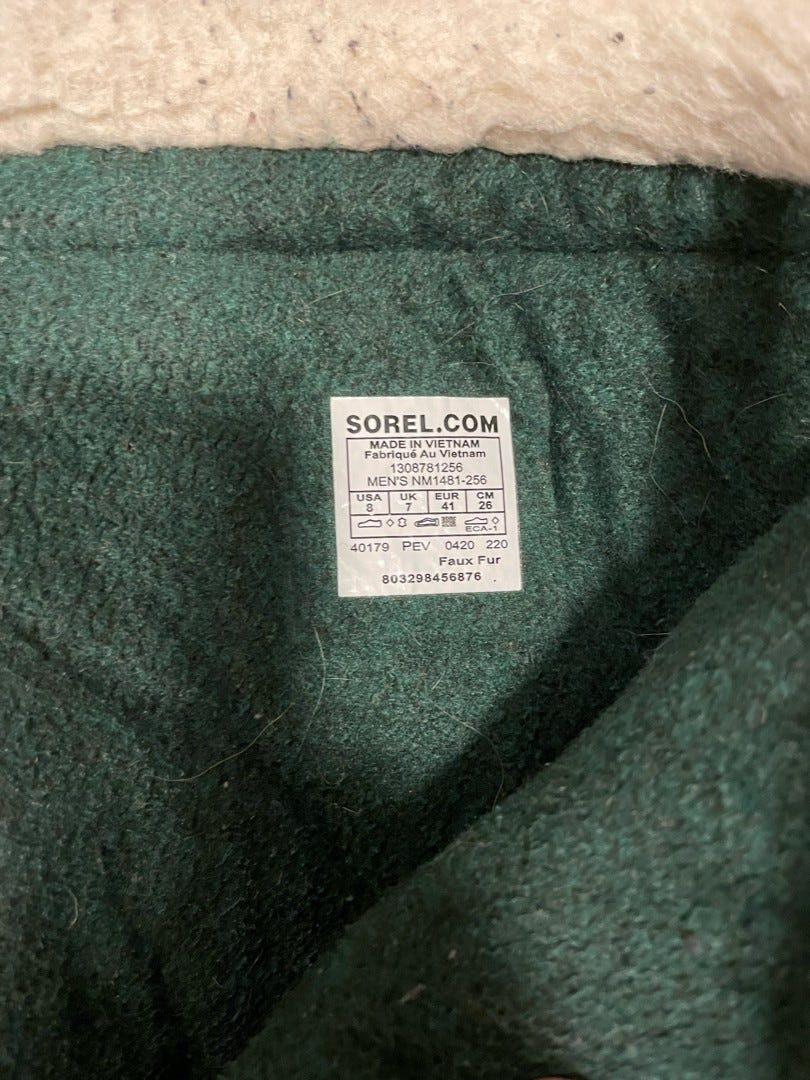 SOREL.COM
MADE IN VIETNAM
Fabriqué Au Vietnam
1308781256
MEN'S NM1481-256
USA UK EUR CM
8 7 41 26
ECA-1
40179 PEV 0420 220
Faux Fur
803298456876 .